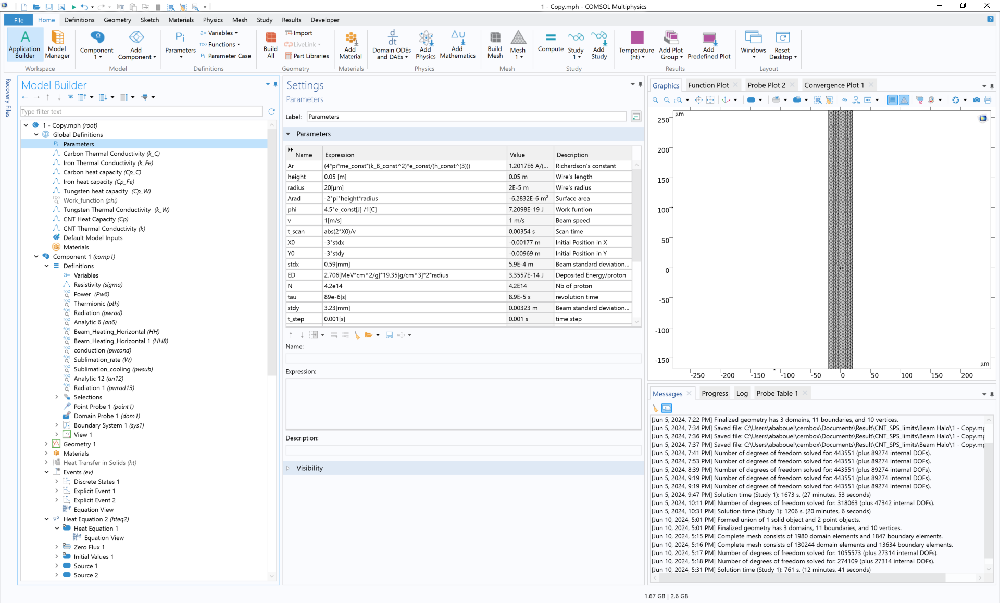 1 - Copy.mph - COMSOL Multiphysics
File Home Definitions Geometry Sketch Materials Physics Mesh Study Results Developer
Application Builder
Model Manager
Workspace
Component 1
Add Component
Model
Pi
Parameters
a= Variables
f(x) Functions
Pi Parameter Case
Definitions
Build All
Import
LiveLink
Part Libraries
Geometry
Add Material
Materials
d
dt
Domain ODEs and DAEs
Add Physics
Physics
ΔU
Add Mathematics
Build Mesh
Mesh 1
Mesh
Compute
Study 1
Add Study
Study
Temperature (ht)
Add Plot Group
Add Predefined Plot
Results
Windows
Reset Desktop
Layout
Recovery Files
Model Builder
Type filter text
1 - Copy.mph (root)
Global Definitions
Pi Parameters
Carbon Thermal Conductivity (k_C)
Iron Thermal Conductivity (k_Fe)
Carbon heat capacity (Cp_C)
Iron heat capacity (Cp_Fe)
Tungsten heat capacity (Cp_W)
Work_function (phi)
Tungsten Thermal Conductivity (k_W)
CNT Heat Capacity (Cp)
CNT Thermal Conductivity (k)
Default Model Inputs
Materials
Component 1 (comp1)
Definitions
a= Variables
Resistivity (sigma)
Power (Pw6)
Thermionic (pth)
Radiation (pwrad)
Analytic 6 (an6)
Beam_Heating_Horizontal (HH)
Beam_Heating_Horizontal 1 (HH8)
conduction (pwcond)
Sublimation_rate (W)
Sublimation_cooling (pwsub)
Analytic 12 (an12)
Radiation 1 (pwrad13)
Selections
Point Probe 1 (point1)
Domain Probe 1 (dom1)
Boundary System 1 (sys1)
View 1
Geometry 1
Materials
Heat Transfer in Solids (ht)
Events (ev)
Discrete States 1
Explicit Event 1
Explicit Event 2
Equation View
Heat Equation 2 (hteq2)
Heat Equation 1
Equation View
Zero Flux 1
Initial Values 1
Source 1
Source 2
Settings
Parameters
Label: Parameters
Parameters
Name Expression Value Description
Ar (4*pi*me_const*(k_B_const^2)*e_const/(h_const^(3))) 1.2017E6 A/(... Richardson's constant
height 0.05 [m] 0.05 m Wire's length
radius 20[µm] 2E-5 m Wire's radius
Arad -2*pi*height*radius -6.2832E-6 m² Surface area
phi 4.5*e_const[J] /1[C] 7.2098E-19 J Work funtion
v 1[m/s] 1 m/s Beam speed
t_scan abs(2*X0)/v 0.00354 s Scan time
X0 -3*stdx -0.00177 m Initial Position in X
Y0 -3*stdy -0.00969 m Initial Position in Y
stdx 0.59[mm] 5.9E-4 m Beam standard deviation...
ED 2.706[MeV*cm^2/g]*19.35[g/cm^3]*2*radius 3.3557E-14 J Deposited Energy/proton
N 4.2e14 4.2E14 Nb of proton
tau 89e-6[s] 8.9E-5 s revolution time
stdy 3.23[mm] 0.00323 m Beam standard deviation...
t_step 0.001[s] 0.001 s time step
Name:
Expression:
Description:
Visibility
Graphics Function Plot Probe Plot 2 Convergence Plot 1
µm
250
200
150
100
50
0
-50
-100
-150
µm
-250 -200 -150 -100 -50 0 50 100 150 200
Messages Progress Log Probe Table 1
[Jun 5, 2024, 7:22 PM] Finalized geometry has 3 domains, 11 boundaries, and 10 vertices.
[Jun 5, 2024, 7:34 PM] Saved file: C:\Users\ababouel\cernbox\Documents\Result\CNT_SPS_limits\Beam Halo\1 - Copy.mp
[Jun 5, 2024, 7:36 PM] Saved file: C:\Users\ababouel\cernbox\Documents\Result\CNT_SPS_limits\Beam Halo\1 - Copy.mp
[Jun 5, 2024, 7:37 PM] Saved file: C:\Users\ababouel\cernbox\Documents\Result\CNT_SPS_limits\Beam Halo\1 - Copy.mp
[Jun 5, 2024, 7:41 PM] Number of degrees of freedom solved for: 443551 (plus 89274 internal DOFs).
[Jun 5, 2024, 7:53 PM] Number of degrees of freedom solved for: 443551 (plus 89274 internal DOFs).
[Jun 5, 2024, 8:39 PM] Number of degrees of freedom solved for: 443551 (plus 89274 internal DOFs).
[Jun 5, 2024, 9:19 PM] Number of degrees of freedom solved for: 443551 (plus 89274 internal DOFs).
[Jun 5, 2024, 9:19 PM] Number of degrees of freedom solved for: 443551 (plus 89274 internal DOFs).
[Jun 5, 2024, 9:47 PM] Solution time (Study 1): 1673 s. (27 minutes, 53 seconds)
[Jun 5, 2024, 10:11 PM] Number of degrees of freedom solved for: 318063 (plus 47342 internal DOFs).
[Jun 5, 2024, 10:31 PM] Solution time (Study 1): 1206 s. (20 minutes, 6 seconds)
[Jun 10, 2024, 5:01 PM] Formed union of 1 solid object and 2 point objects.
[Jun 10, 2024, 5:01 PM] Finalized geometry has 3 domains, 11 boundaries, and 10 vertices.
[Jun 10, 2024, 5:15 PM] Complete mesh consists of 1980 domain elements and 1847 boundary elements.
[Jun 10, 2024, 5:16 PM] Complete mesh consists of 130244 domain elements and 13634 boundary elements.
[Jun 10, 2024, 5:17 PM] Number of degrees of freedom solved for: 1055573 (plus 27314 internal DOFs).
[Jun 10, 2024, 5:18 PM] Number of degrees of freedom solved for: 274109 (plus 27314 internal DOFs).
[Jun 10, 2024, 5:31 PM] Solution time (Study 1): 761 s. (12 minutes, 41 seconds)
1.67 GB | 2.6 GB